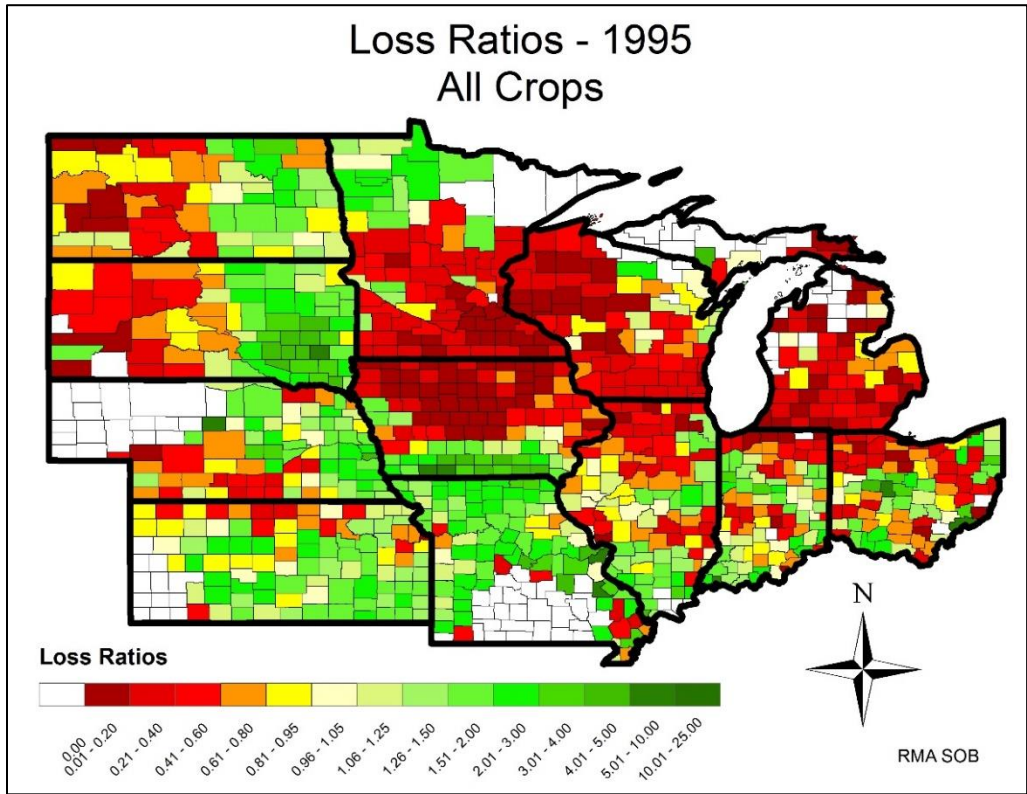 Loss Ratios - 1995
All Crops
N
Loss Ratios
0.00
0.01 - 0.20
0.21 - 0.40
0.41 - 0.60
0.61 - 0.80
0.81 - 0.95
0.96 - 1.05
1.06 - 1.25
1.26 - 1.50
1.51 - 2.00
2.01 - 3.00
3.01 - 4.00
4.01 - 5.00
5.01 - 10.00
10.01 - 25.00
RMA SOB